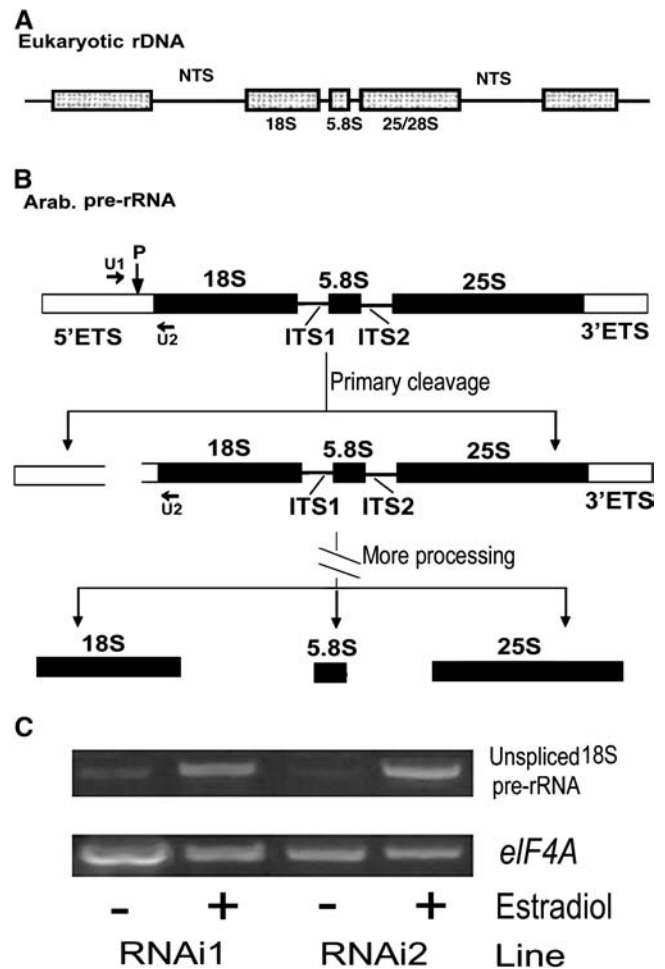 A
Eukaryotic rDNA
NTS NTS
18S 5.8S 25/28S
B
Arab. pre-rRNA
U1 P 18S 5.8S 25S
5'ETS U2 ITS1 ITS2 3'ETS
Primary cleavage
18S 5.8S 25S
U2 ITS1 ITS2 3'ETS
More processing
18S 5.8S 25S
C
Unspliced 18S
pre-rRNA
eIF4A
- + - + Estradiol
RNAi1 RNAi2 Line